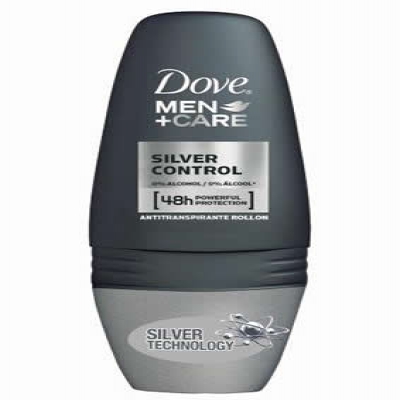 Dove
MEN
+CARE
SILVER
CONTROL
0% ALCOHOL / 0% ÁLCOOL*
[48h POWERFUL PROTECTION]
ANTITRANSPIRANTE ROLLON
SILVER
TECHNOLOGY